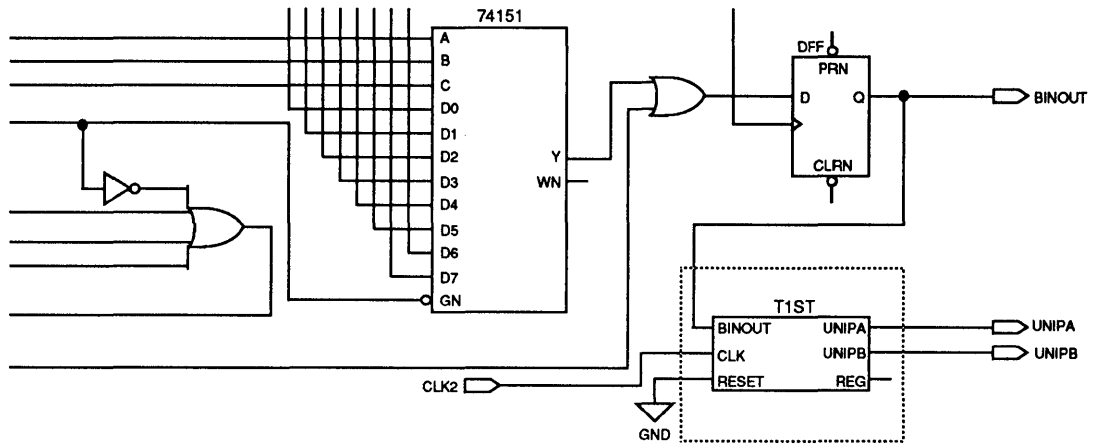 74151
A
B
C
D0
D1
D2
D3
D4
D5
D6
D7
GN
Y
WN
DFF
PRN
D Q
CLRN
BINOUT
T1ST
BINOUT UNIPA
CLK UNIPB
RESET REG
UNIPA
UNIPB
CLK2
GND